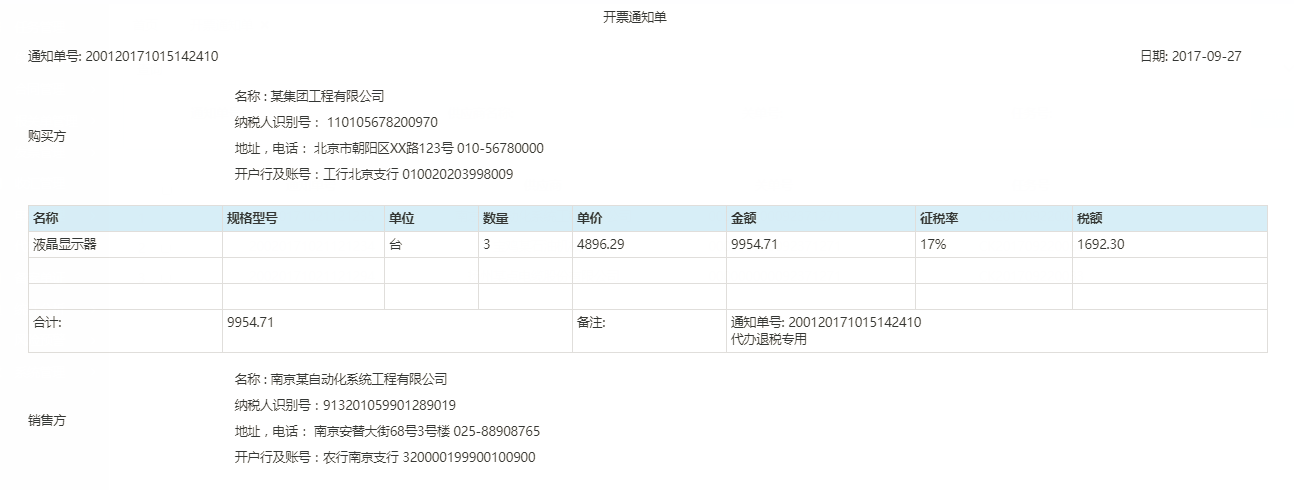 开票通知单
通知单号: 200120171015142410 日期: 2017-09-27
名称 : 某集团工程有限公司
纳税人识别号： 110105678200970
购买方
地址，电话： 北京市朝阳区XX路123号 010-56780000
开户行及账号：工行北京支行 010020203998009
名称 规格型号 单位 数量 单价 金额 征税率 税额
液晶显示器 台 3 4896.29 9954.71 17% 1692.30
合计: 9954.71 备注: 通知单号: 200120171015142410
代办退税专用
名称 : 南京某自动化系统工程有限公司
纳税人识别号：913201059901289019
销售方
地址，电话： 南京安替大街68号3号楼 025-88908765
开户行及账号：农行南京支行 320000199900100900